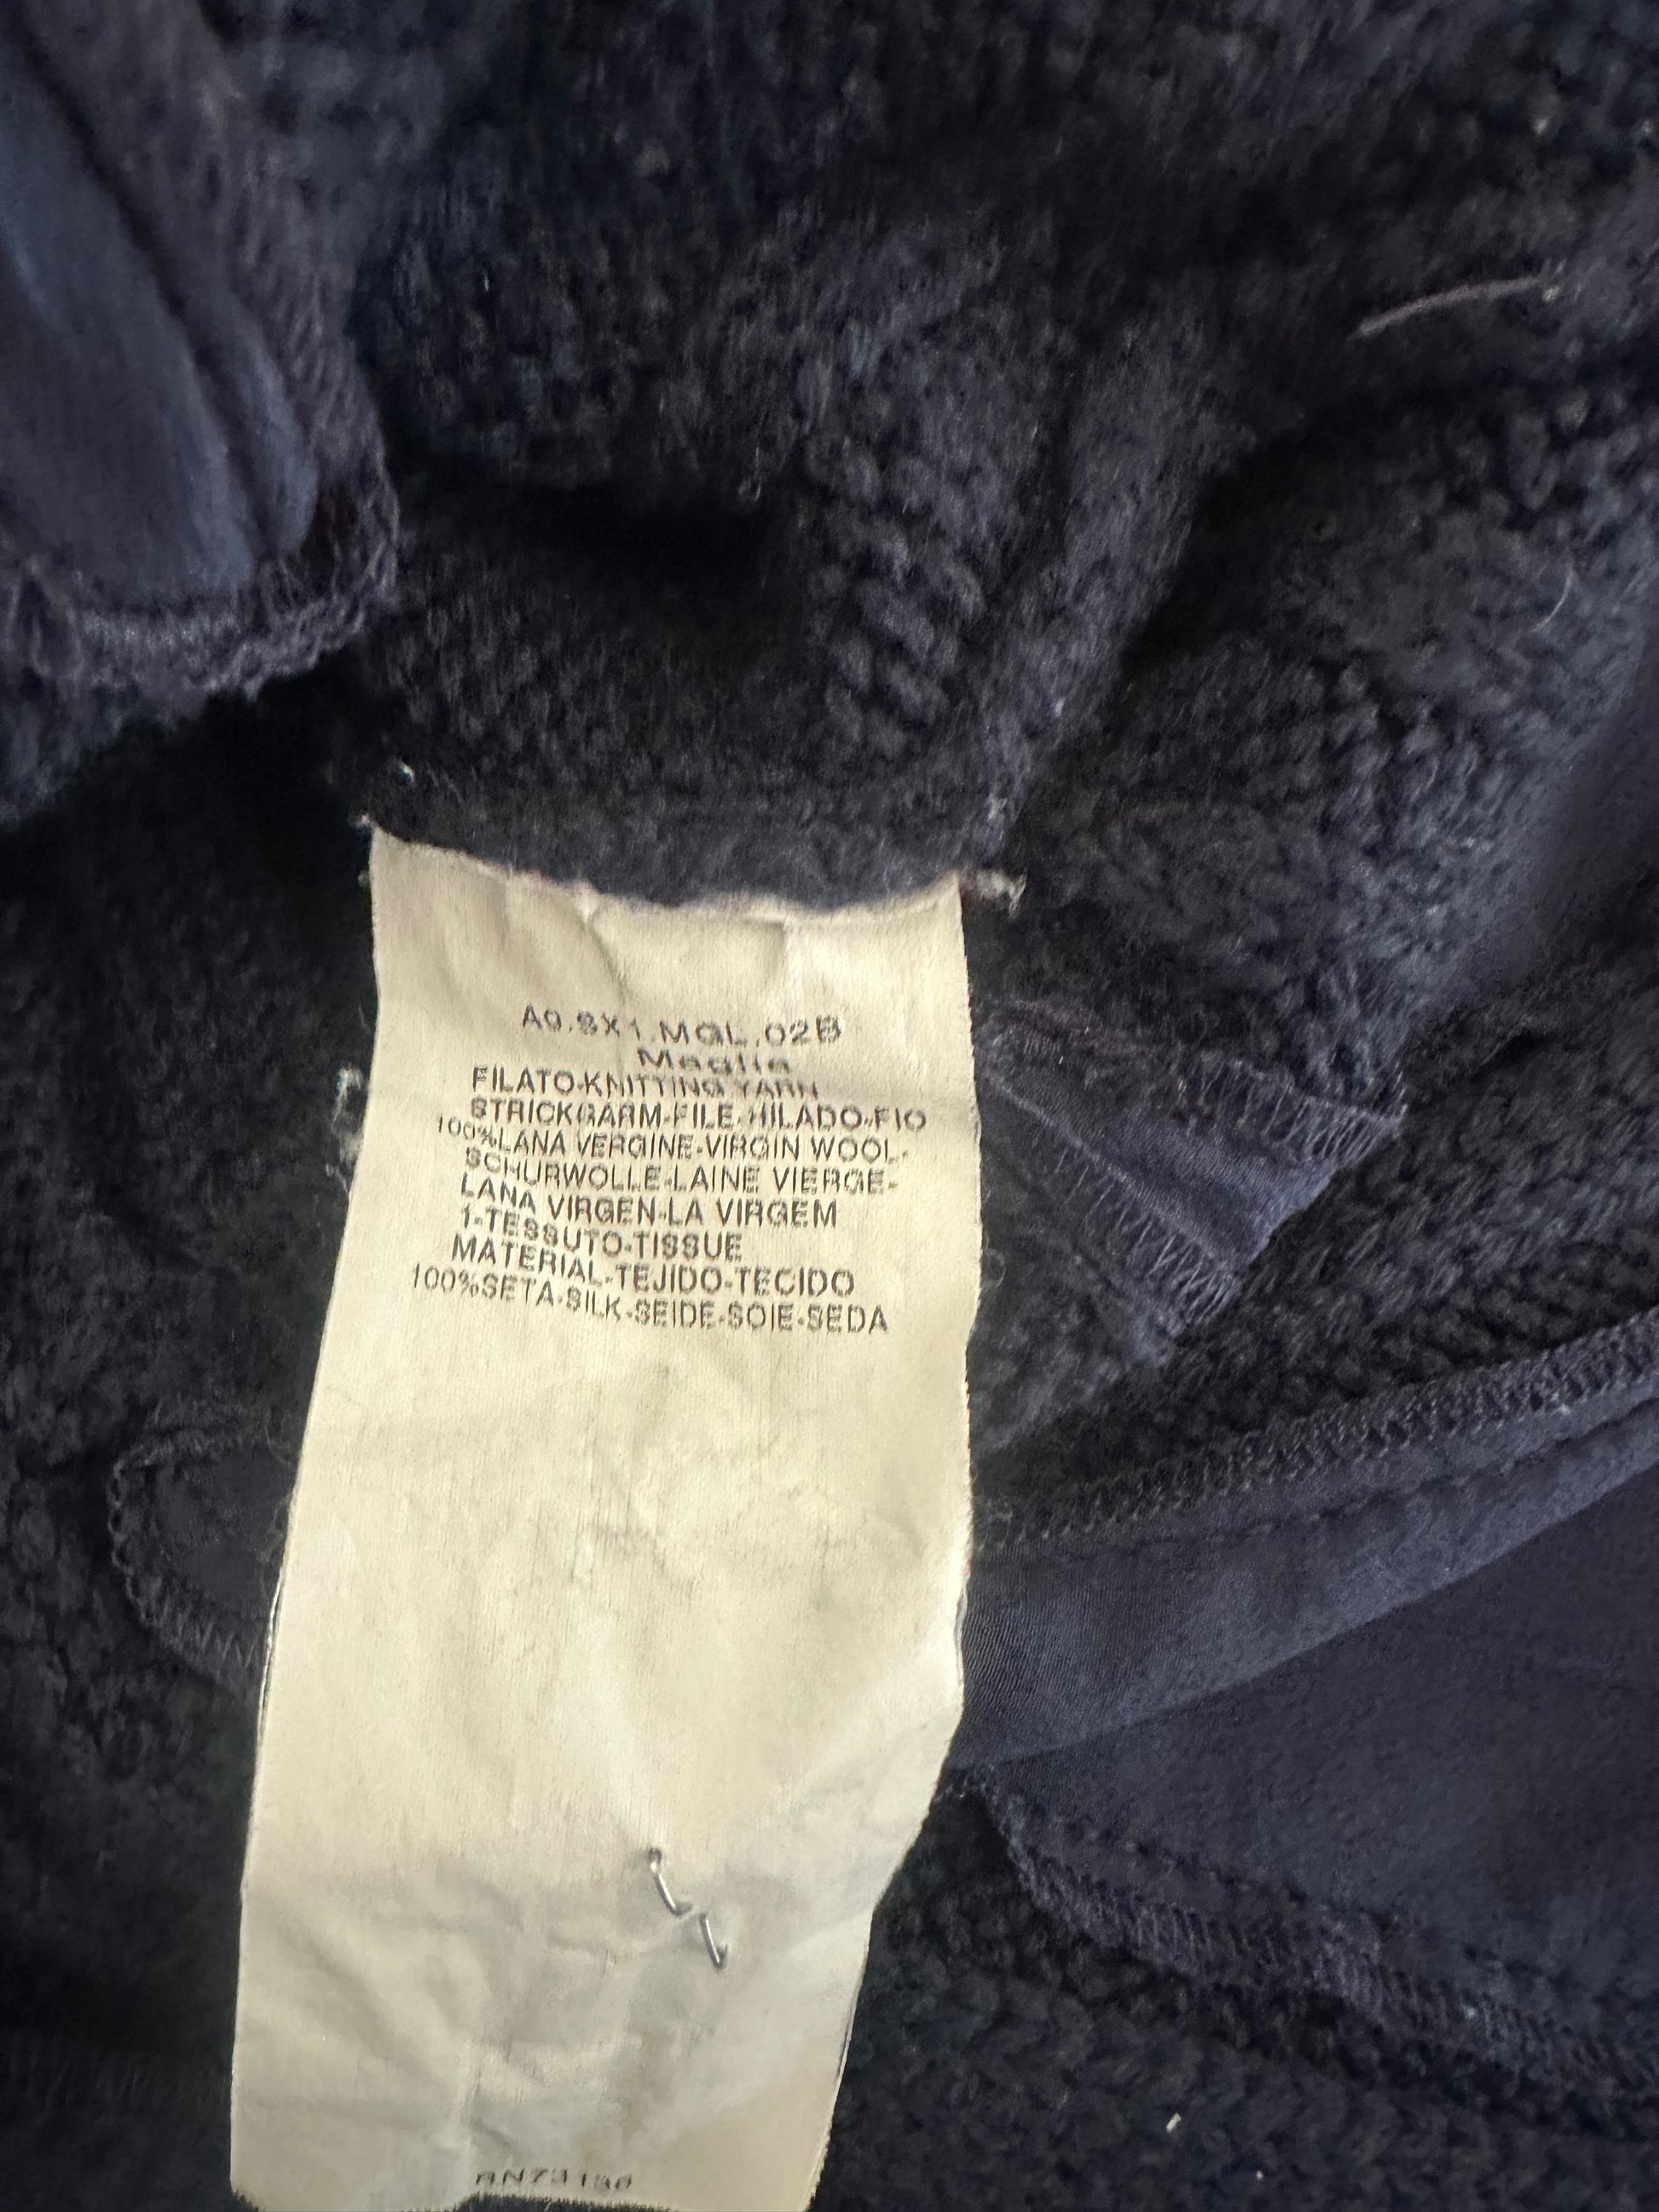 A0.SX1.MGL.02B
Maglia
FILATO-KNITTING YARN
STRICKGARM-FILE-HILADO-FIO
100%LANA VERGINE-VIRGIN WOOL-
SCHURWOLLE-LAINE VIERGE-
LANA VIRGEN-LA VIRGEM
1-TESSUTO-TISSUE
MATERIAL-TEJIDO-TECIDO
100%SETA-SILK-SEIDE-SOIE-SEDA